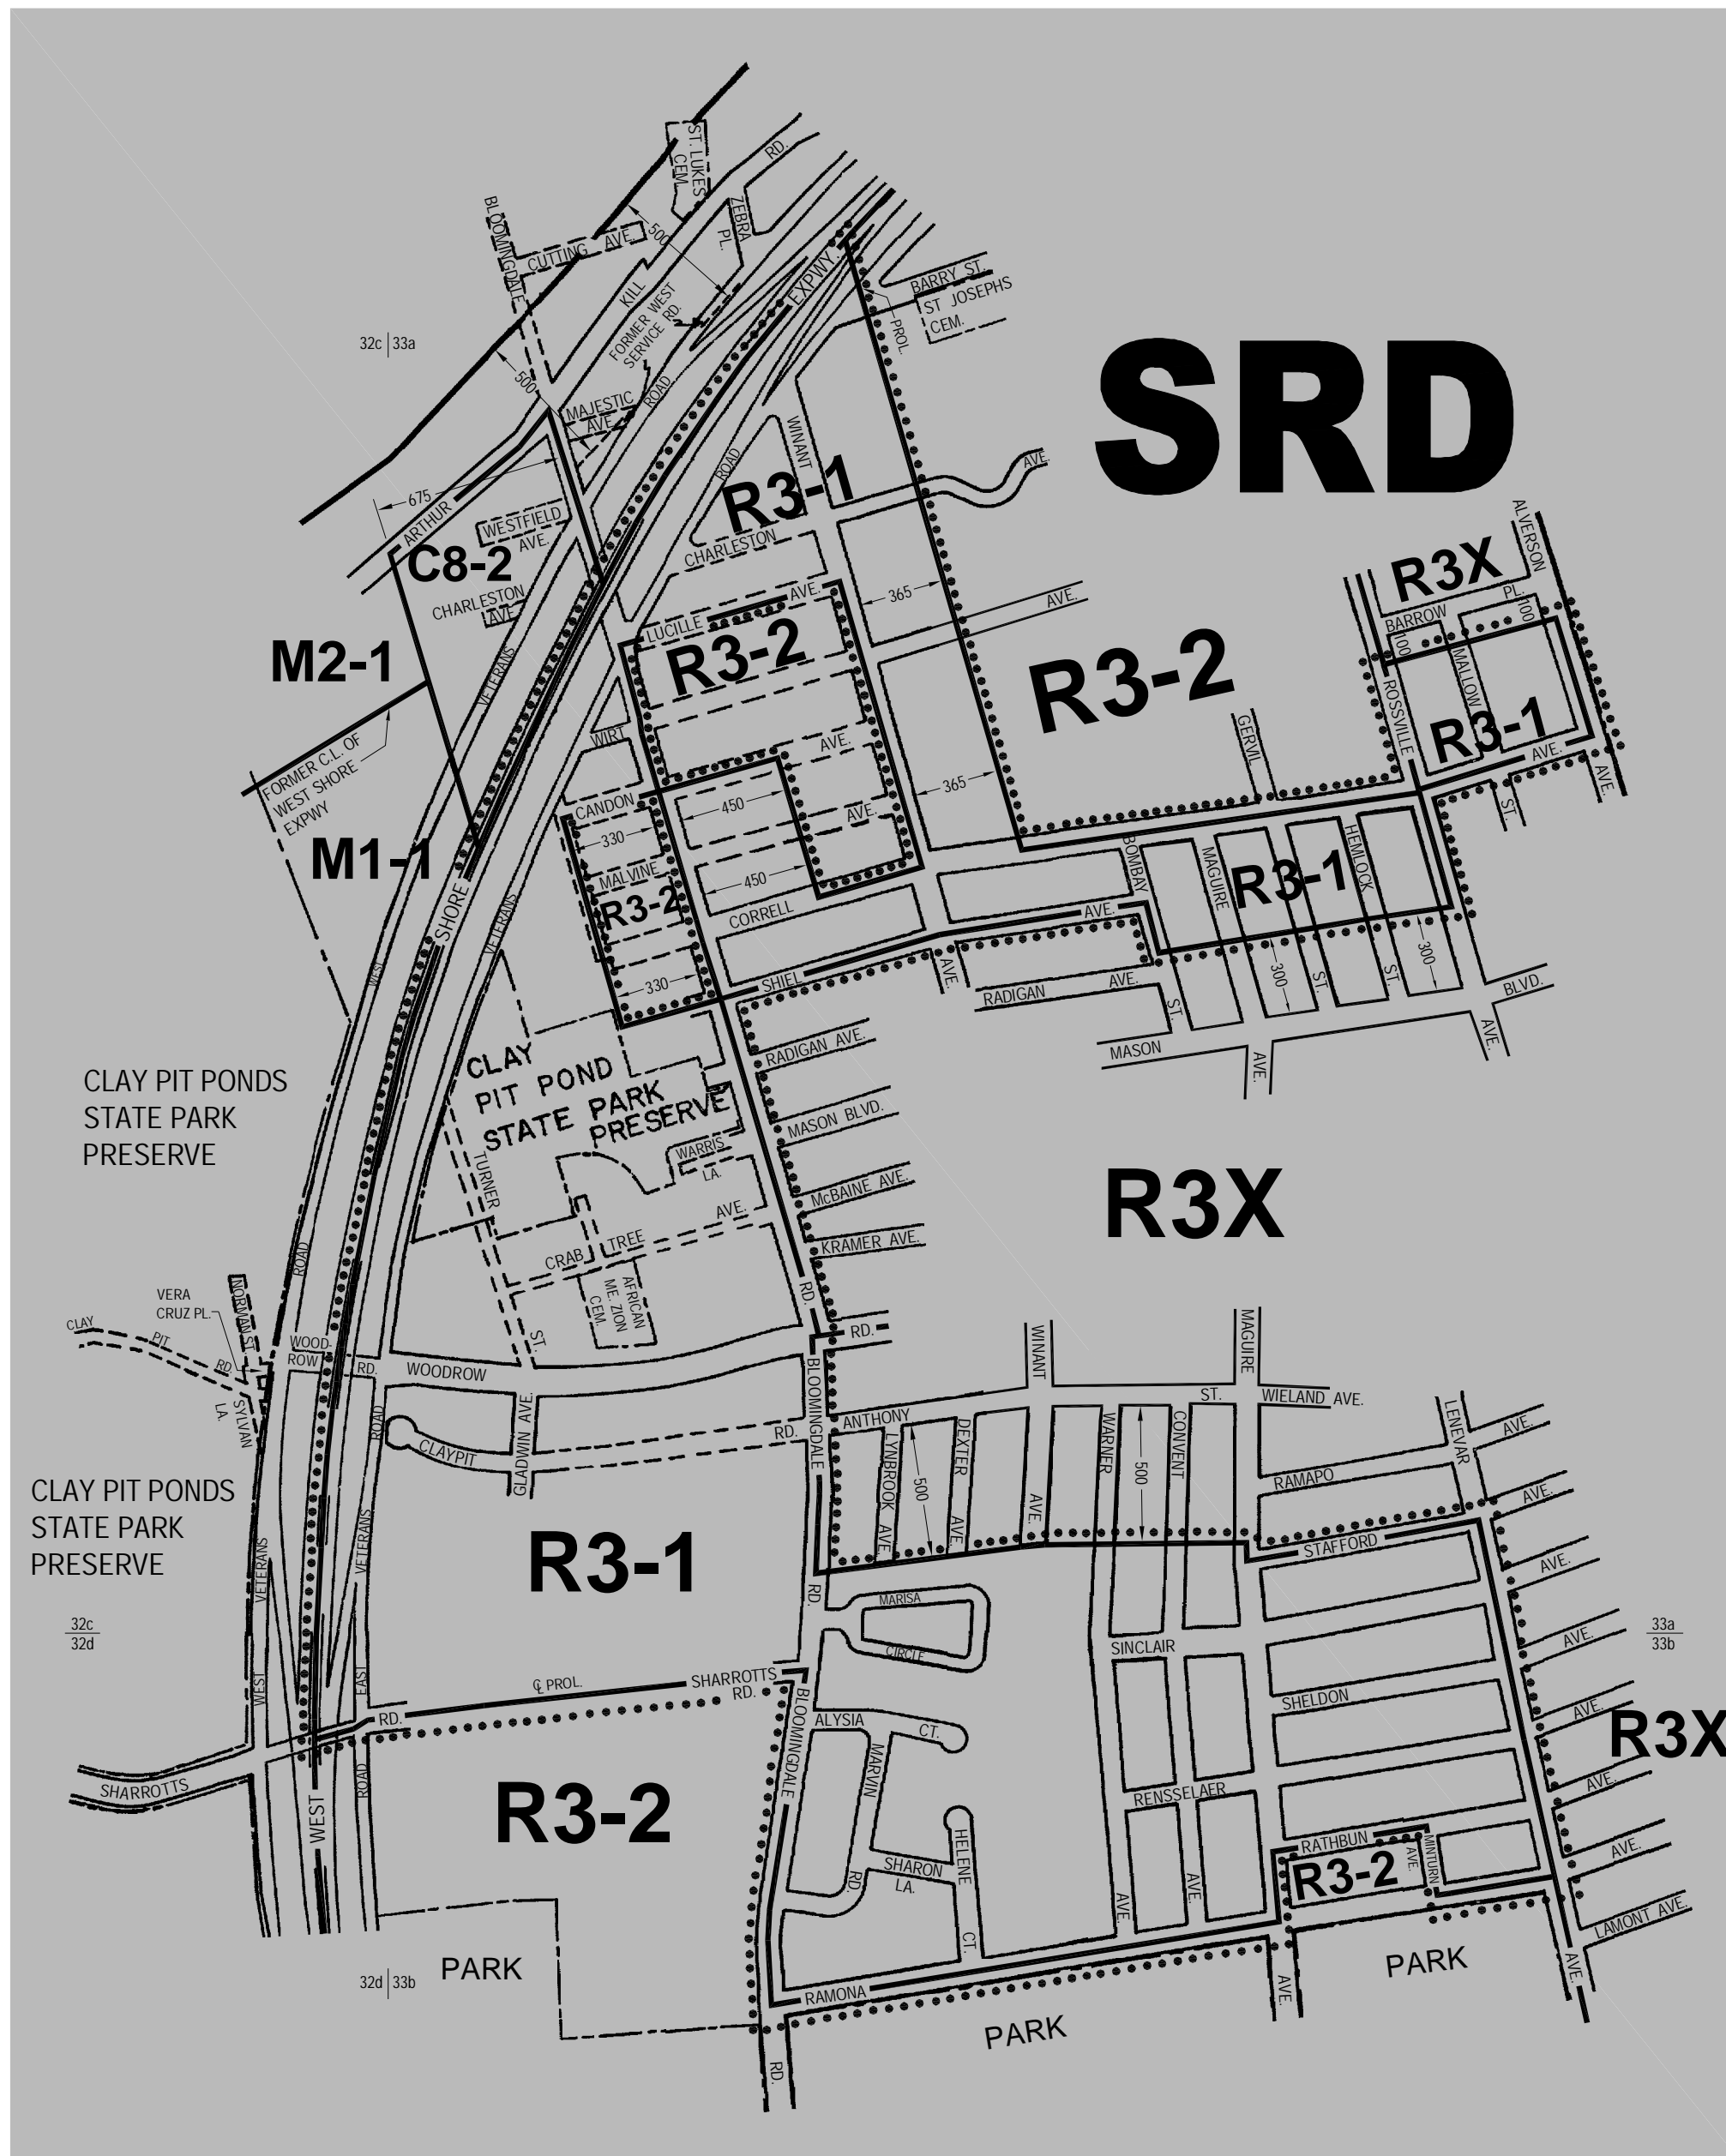 ST. LUKES
CEM.
RD.
BLOOMINGDALE
CUTTING AVE.
500
ZEBRA
PL.
KILL
FORMER WEST
SERVICE RD.
EXPWY.
BARRY ST.
ST JOSEPHS
CEM.
PROL.
32c | 33a
500
MAJESTIC
AVE.
ROAD
SRD
WINANT
ROAD
R3-1
AVE.
675
ARTHUR
WESTFIELD
AVE.
C8-2
CHARLESTON
AVE.
CHARLESTON
ALVERSON
R3X
BARROW
PL.
100
100
MALLOW
LUCILLE
AVE.
365
AVE.
R3-2
R3-2
M2-1
VETERANS
ROSSVILLE
R3-1
AVE.
AVE.
ST.
GERVIL
WIRT
AVE.
FORMER C.L. OF
WEST SHORE
EXPWY
CANDON
450
365
AVE.
330
MALVINE
450
R3-2
CORRELL
M1-1
SHORE
VETERANS
BOMBAY
MAGUIRE
R3-1
HEMLOCK
AVE.
WEST
330
SHIEL
AVE.
300
300
RADIGAN
AVE.
ST.
ST.
ST.
BLVD.
AVE.
MASON
AVE.
RADIGAN AVE.
CLAY
PIT POND
STATE PARK
PRESERVE
CLAY PIT PONDS
STATE PARK
PRESERVE
MASON BLVD.
WARRIS
LA.
TURNER
McBAINE AVE.
R3X
AVE.
KRAMER AVE.
CRAB
TREE
ROAD
RD.
AFRICAN
ME. ZION
CEM.
VERA
CRUZ PL.
NORMAN ST.
CLAY
PIT
RD.
SYLVAN
LA.
WOOD-
ROW
RD.
WOODROW
ST.
RD.
BLOOMINGDALE
WINANT
MAGUIRE
ST.
WIELAND AVE.
ROAD
CLAYPIT
GLADWIN AVE.
RD.
ANTHONY
LYNBROOK
AVE.
500
DEXTER
AVE.
AVE.
WARNER
500
CONVENT
LENEVAR
AVE.
RAMAPO
AVE.
CLAY PIT PONDS
STATE PARK
PRESERVE
VETERANS
VETERANS
R3-1
STAFFORD
AVE.
RD.
MARISA
CIRCLE
32c
32d
SINCLAIR
AVE.
33a
33b
WEST
EAST
℄ PROL.
SHARROTTS
RD.
RD.
BLOOMINGDALE
ALYSIA
CT.
SHELDON
AVE.
R3X
SHARROTTS
ROAD
MARVIN
RENSSELAER
AVE.
WEST
R3-2
HELENE
RATHBUN
AVE.
MINTURN
AVE.
R3-2
SHARON
LA.
RD.
CT.
AVE.
AVE.
LAMONT AVE.
PARK
32d | 33b
RAMONA
AVE.
PARK
AVE.
PARK
RD.